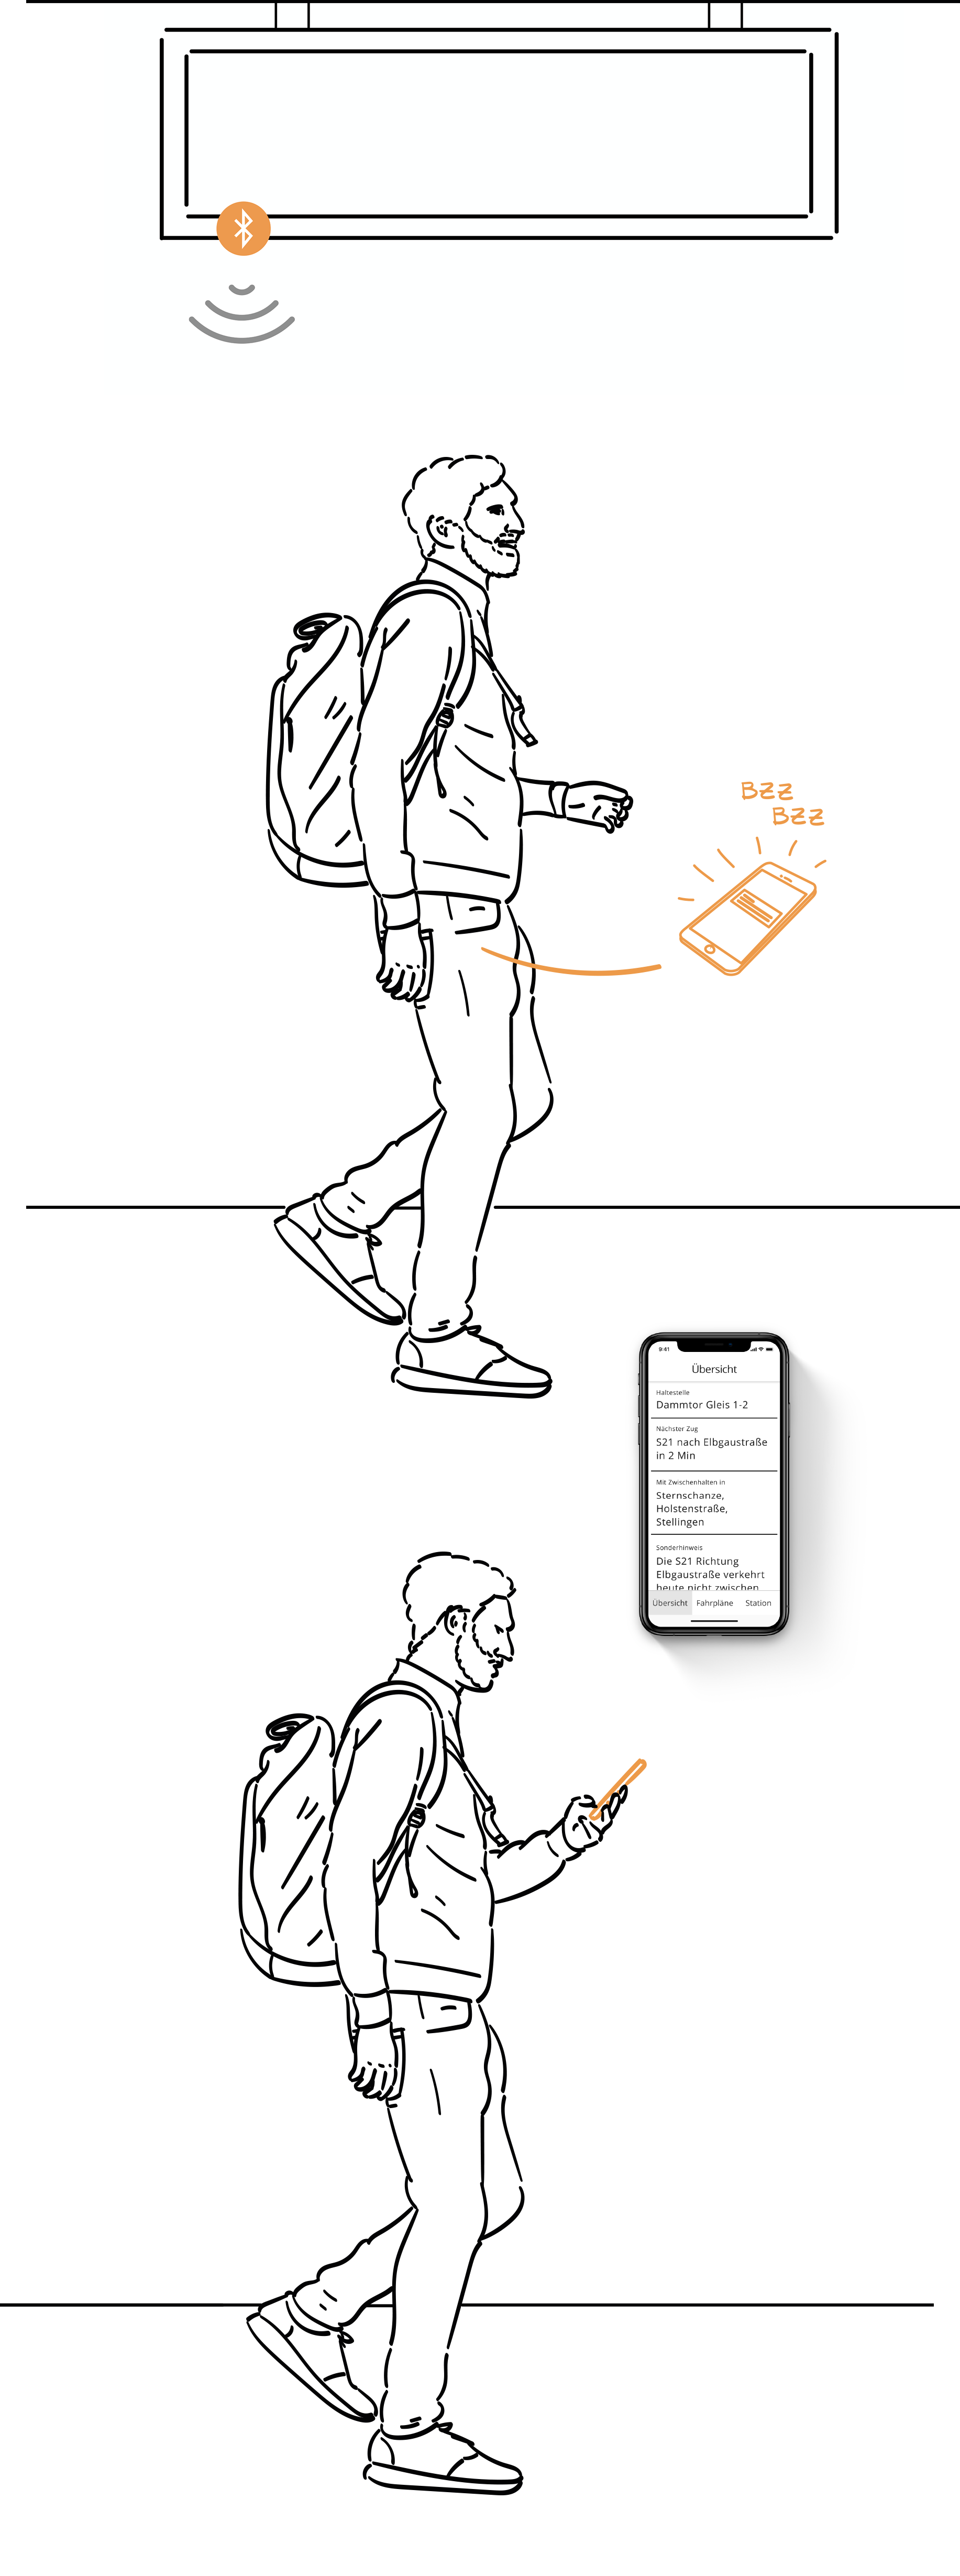 BZZ
BZZ
9:41
Übersicht
Haltestelle
Dammtor Gleis 1-2
Nächster Zug
S21 nach Elbgaustraße
in 2 Min
Mit Zwischenhalten in
Sternschanze,
Holstenstraße,
Stellingen
Sonderhinweis
Die S21 Richtung
Elbgaustraße verkehrt
heute nicht zwischen
Übersicht Fahrpläne Station